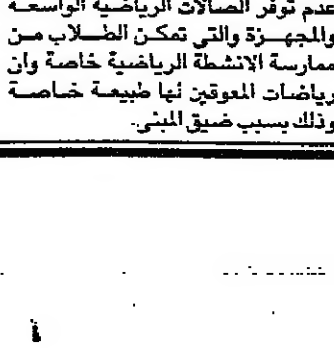 عدم توفر الصالات الرياضية الواسعة
والمجهزة والتي تمكن الطلاب من
ممارسة الانشطة الرياضية خاصة وان
رياضات المعوقين لها طبيعة خاصة
وذلك بسبب ضيق المبنى.